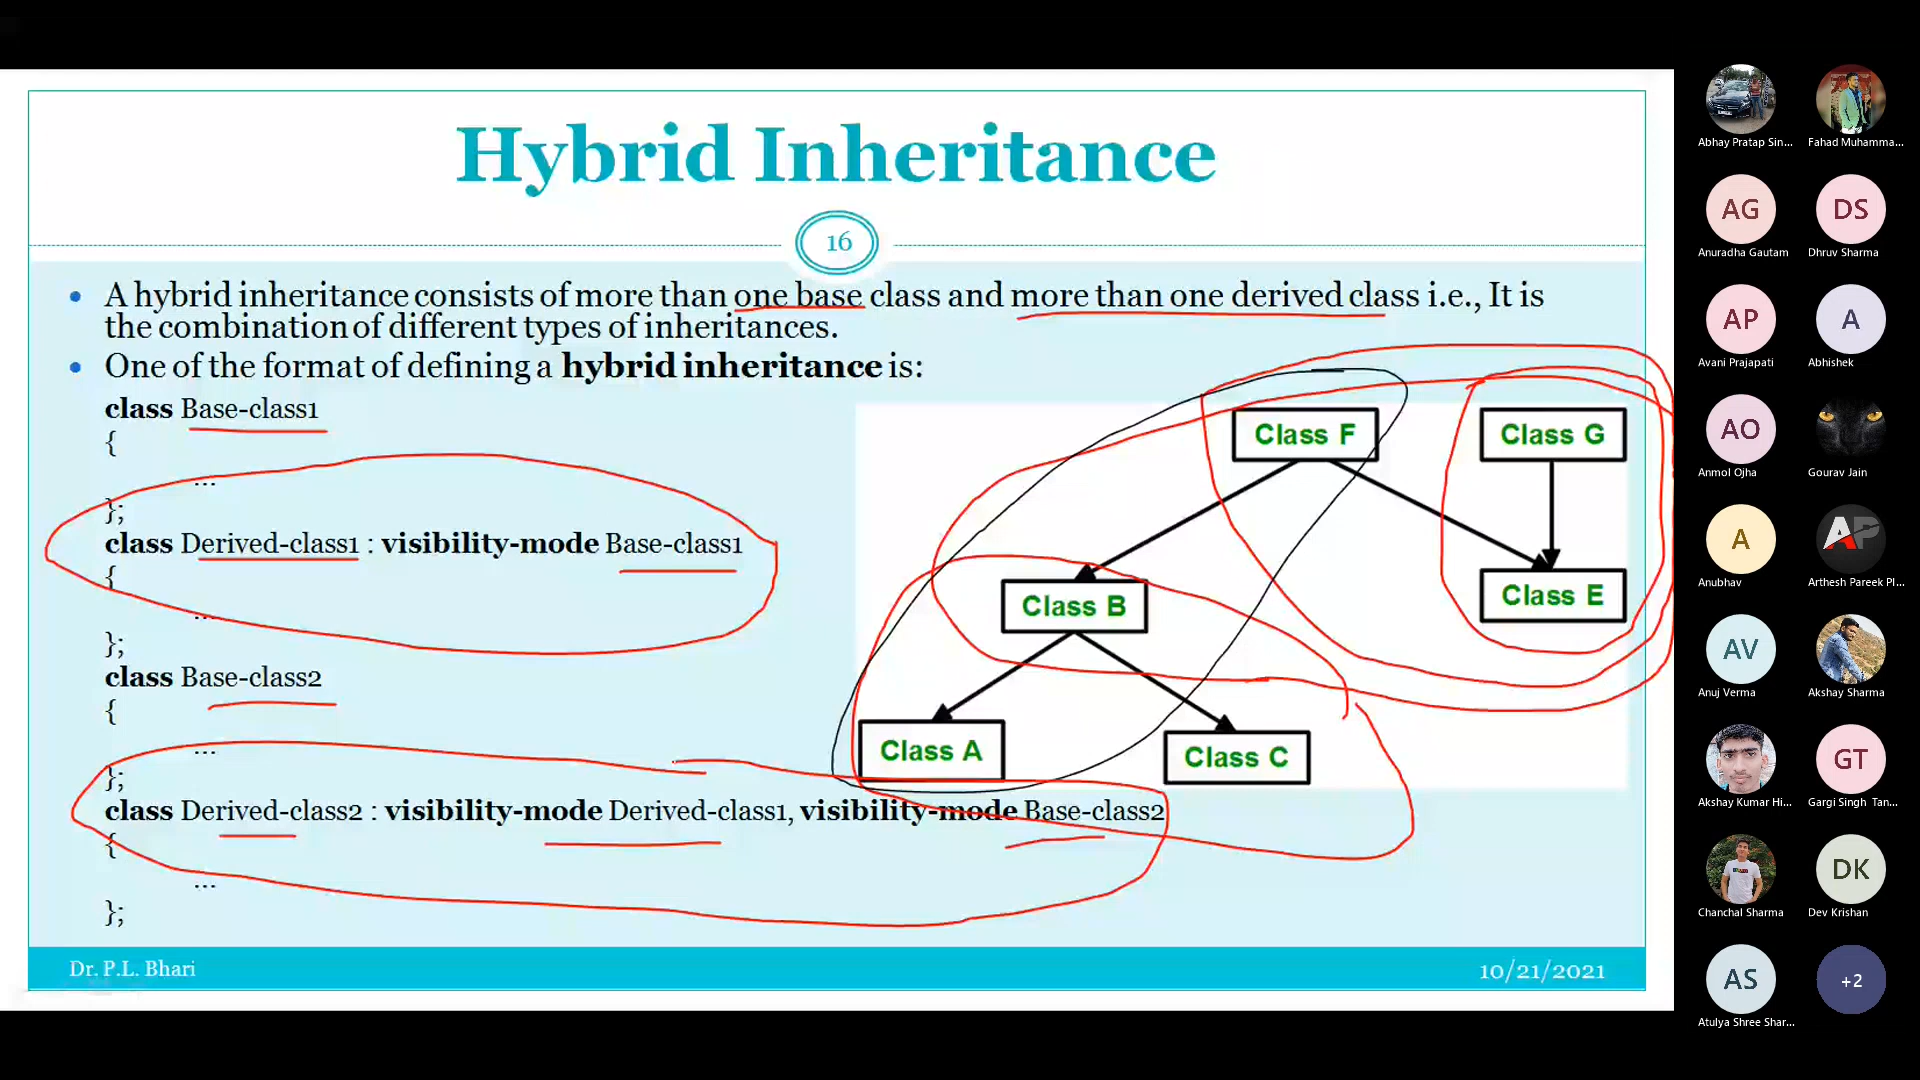 Hybrid Inheritance
16
• A hybrid inheritance consists of more than one base class and more than one derived class i.e., It is
the combination of different types of inheritances.
• One of the format of defining a hybrid inheritance is:
class Base-class1
{
...
};
class Derived-class1 : visibility-mode Base-class1
{
...
};
class Base-class2
{
...
};
class Derived-class2 : visibility-mode Derived-class1, visibility-mode Base-class2
{
...
};
Class F
Class G
Class B
Class E
Class A
Class C
Dr. P.L. Bhari
10/21/2021
Abhay Pratap Sin...
Fahad Muhamma...
AG
Anuradha Gautam
DS
Dhruv Sharma
AP
Avani Prajapati
A
Abhishek
AO
Anmol Ojha
Gourav Jain
A
Anubhav
AP
Arthesh Pareek Pl...
AV
Anuj Verma
Akshay Sharma
Akshay Kumar Hi...
GT
Gargi Singh Tan...
Chanchal Sharma
DK
Dev Krishan
AS
Atulya Shree Shar...
+2